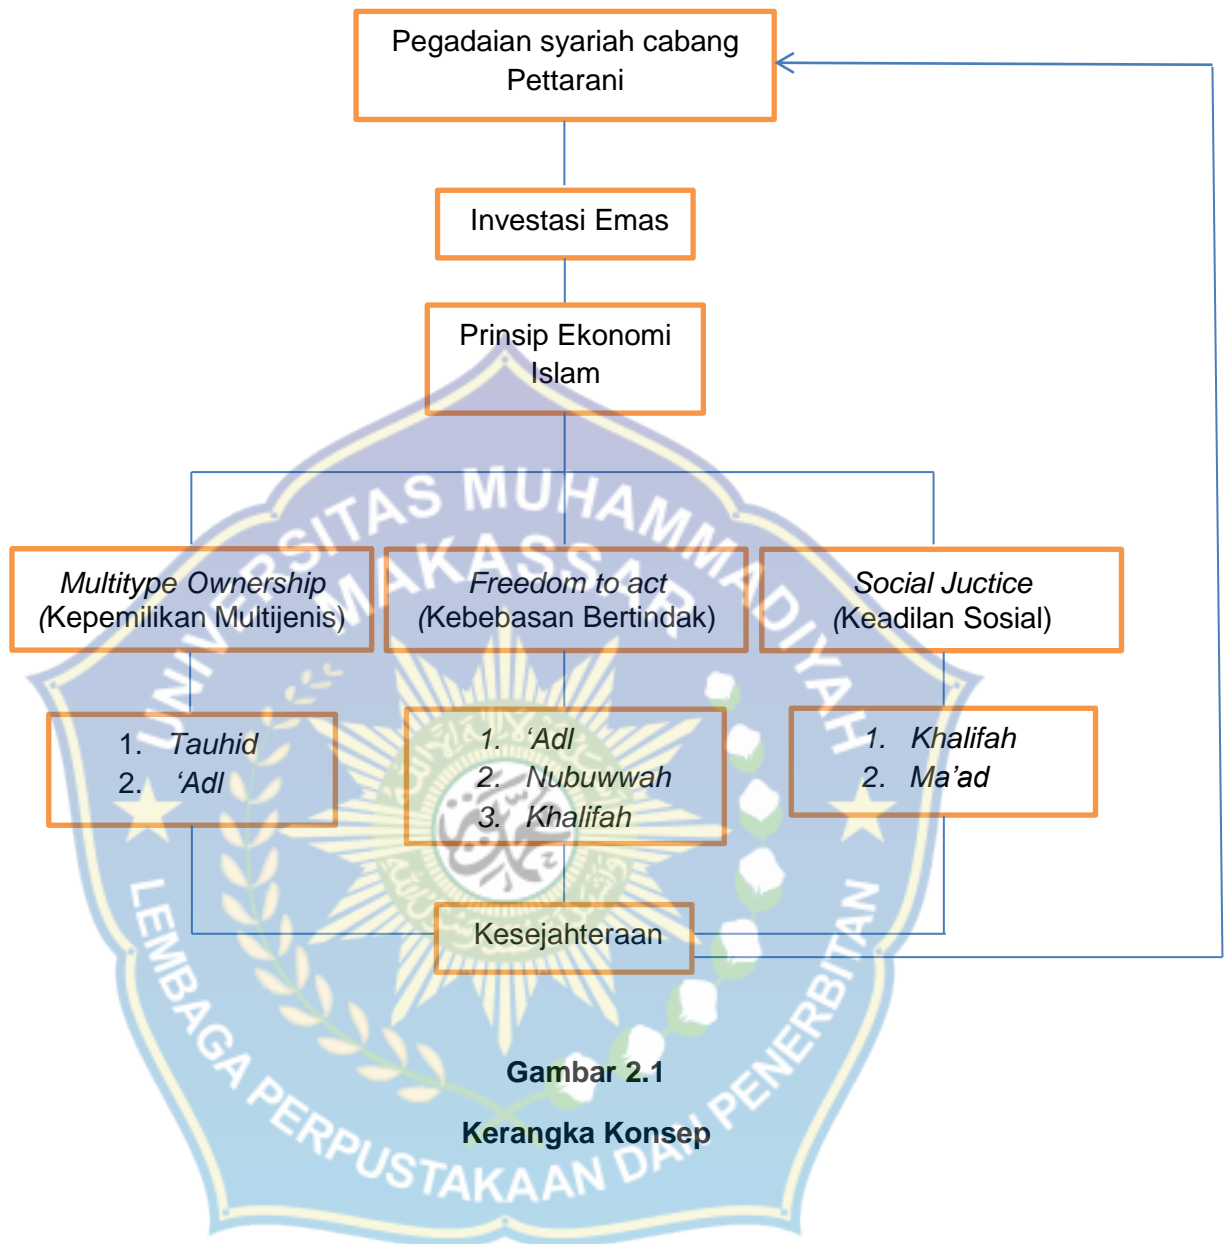 Pegadaian syariah cabang
Pettarani
Investasi Emas
Prinsip Ekonomi
Islam
Multitype Ownership
(Kepemilikan Multijenis)
Freedom to act
(Kebebasan Bertindak)
Social Juctice
(Keadilan Sosial)
1. Tauhid
2. ‘Adl
1. ‘Adl
2. Nubuwwah
3. Khalifah
1. Khalifah
2. Ma’ad
Kesejahteraan
Gambar 2.1
Kerangka Konsep
UNIVERSITAS MUHAMMADIYAH
MAKASSAR
LEMBAGA PERPUSTAKAAN DAN PENERBITAN